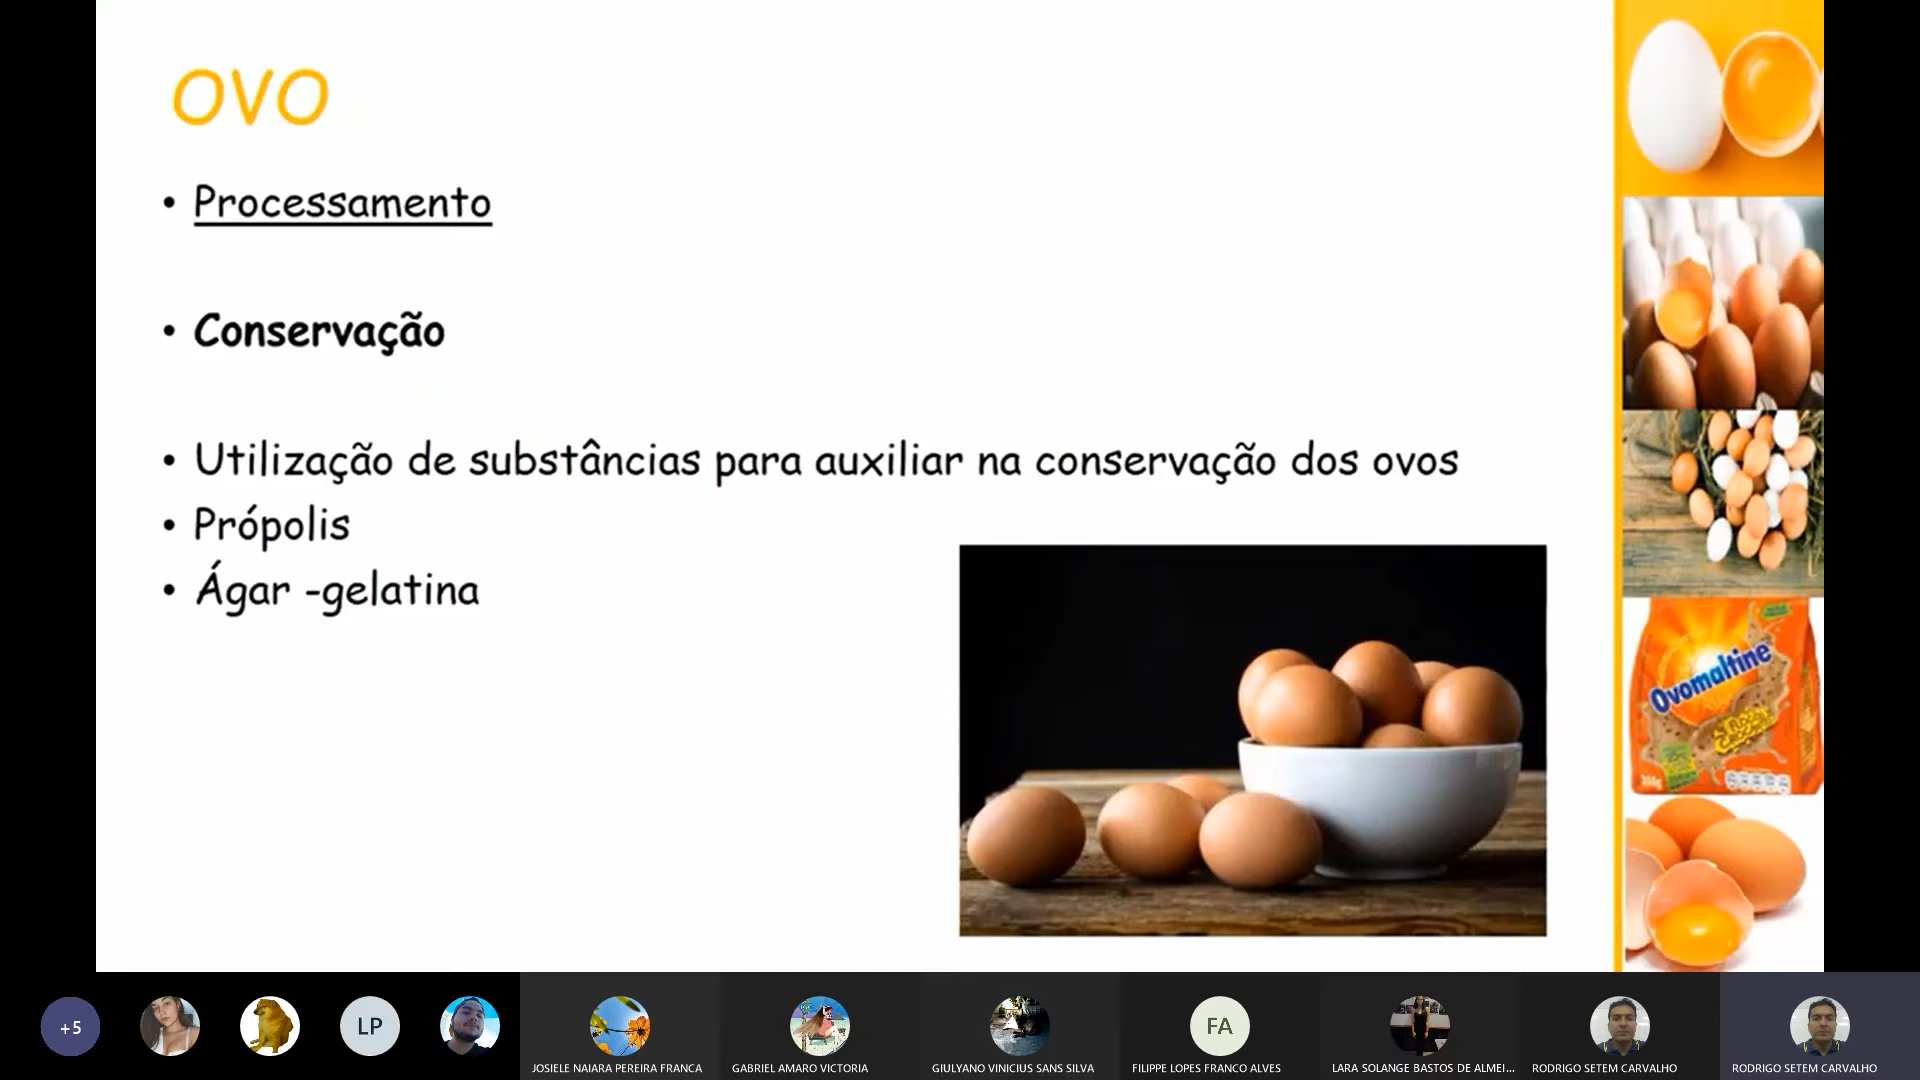 OVO
• Processamento
• Conservação
• Utilização de substâncias para auxiliar na conservação dos ovos
• Própolis
• Ágar -gelatina
Ovomaltine
+5
LP
FA
JOSIELE NAIARA PEREIRA FRANCA
GABRIEL AMARO VICTORIA
GIULYANO VINICIUS SANS SILVA
FILIPPE LOPES FRANCO ALVES
LARA SOLANGE BASTOS DE ALMEI...
RODRIGO SETEM CARVALHO
RODRIGO SETEM CARVALHO